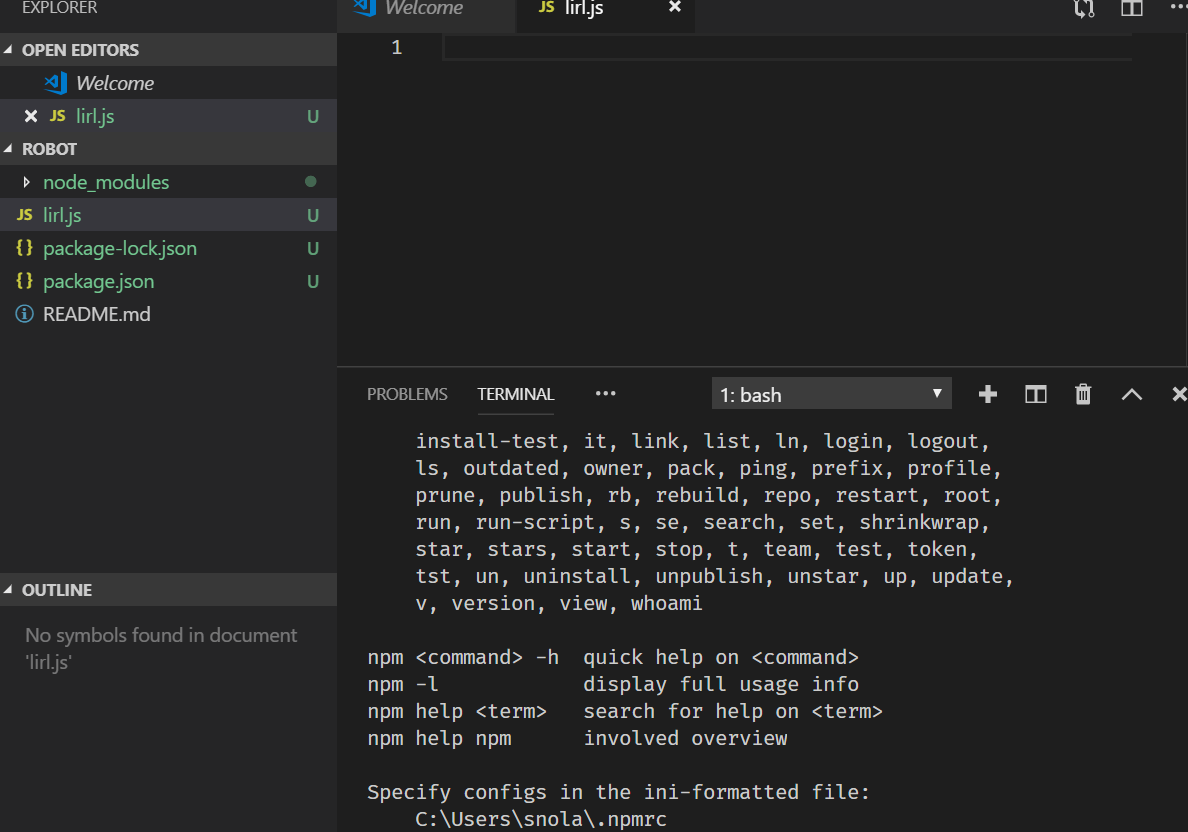 EXPLORER
OPEN EDITORS
Welcome
JS lirl.js U
ROBOT
node_modules
JS lirl.js U
{} package-lock.json U
{} package.json U
README.md
OUTLINE
No symbols found in document
'lirl.js'
Welcome JS lirl.js
1
PROBLEMS TERMINAL ••• 1: bash
install-test, it, link, list, ln, login, logout,
ls, outdated, owner, pack, ping, prefix, profile,
prune, publish, rb, rebuild, repo, restart, root,
run, run-script, s, se, search, set, shrinkwrap,
star, stars, start, stop, t, team, test, token,
tst, un, uninstall, unpublish, unstar, up, update,
v, version, view, whoami
npm <command> -h quick help on <command>
npm -l display full usage info
npm help <term> search for help on <term>
npm help npm involved overview
Specify configs in the ini-formatted file:
C:\Users\snola\.npmrc